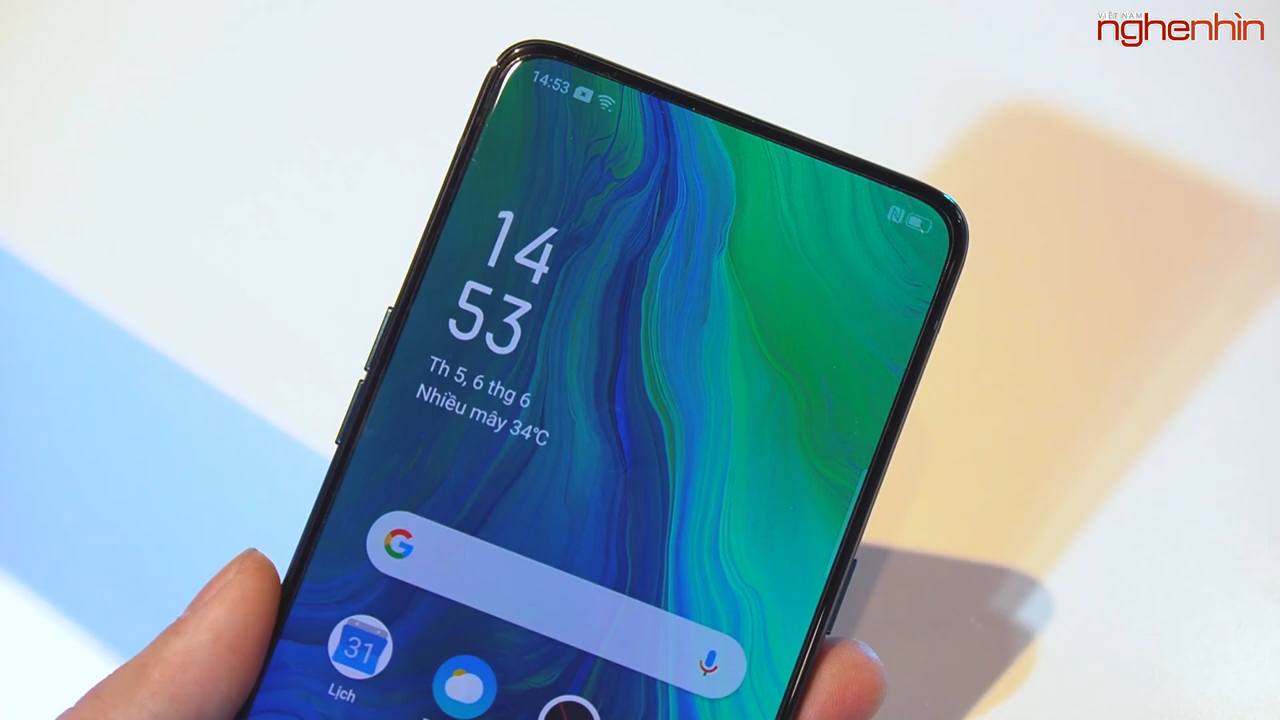 VIỆT NAM
nghenhìn
14:53
14
53
Th 5, 6 thg 6
Nhiều mây 34°C
G
31
Lịch